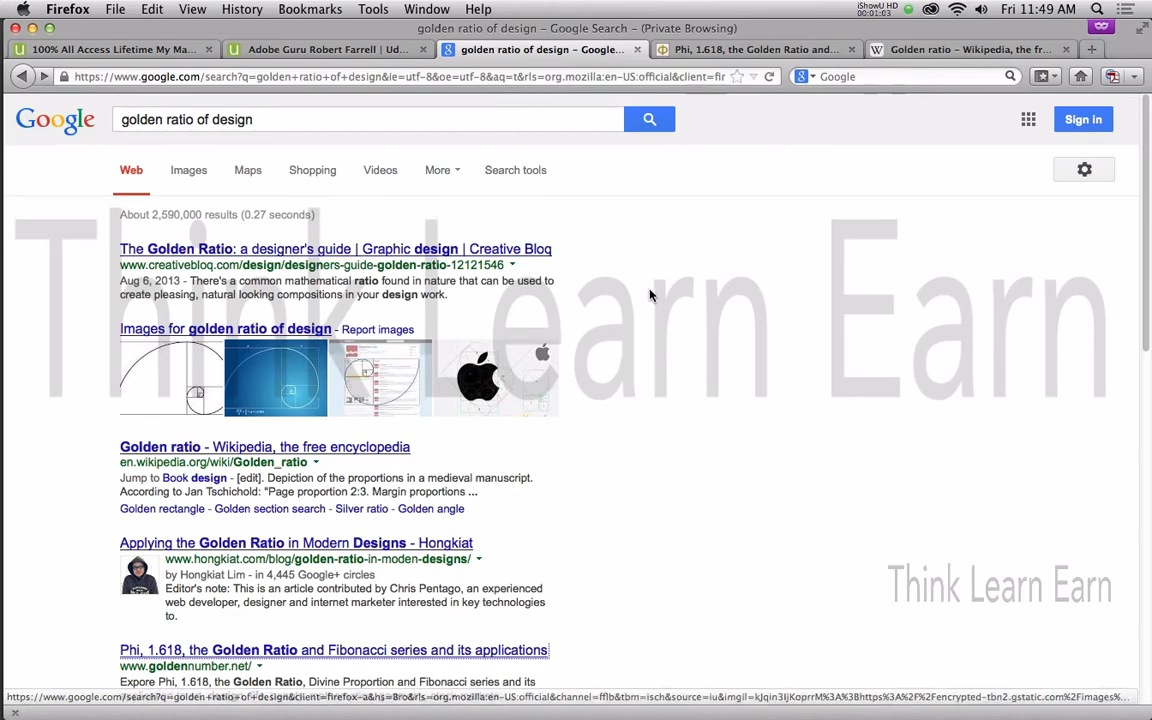 Firefox File Edit View History Bookmarks Tools Window Help
iShowU HD
00:01:03
Fri 11:49 AM
golden ratio of design - Google Search - (Private Browsing)
100% All Access Lifetime My Ma...
Adobe Guru Robert Farrell | Ud...
golden ratio of design - Google...
Phi, 1.618, the Golden Ratio and...
Golden ratio - Wikipedia, the fr...
https://www.google.com/search?q=golden+ratio+of+design&ie=utf-8&oe=utf-8&aq=t&rls=org.mozilla:en-US:official&client=fir
Google
Google
golden ratio of design
Sign in
Web Images Maps Shopping Videos More Search tools
About 2,590,000 results (0.27 seconds)
The Golden Ratio: a designer's guide | Graphic design | Creative Bloq
www.creativebloq.com/design/designers-guide-golden-ratio-12121546
Aug 6, 2013 - There's a common mathematical ratio found in nature that can be used to
create pleasing, natural looking compositions in your design work.
Think Learn Earn
Images for golden ratio of design - Report images
Golden ratio - Wikipedia, the free encyclopedia
en.wikipedia.org/wiki/Golden_ratio
Jump to Book design - [edit]. Depiction of the proportions in a medieval manuscript.
According to Jan Tschichold: "Page proportion 2:3. Margin proportions ...
Golden rectangle - Golden section search - Silver ratio - Golden angle
Applying the Golden Ratio in Modern Designs - Hongkiat
www.hongkiat.com/blog/golden-ratio-in-moden-designs/
by Hongkiat Lim - in 4,445 Google+ circles
Editor's note: This is an article contributed by Chris Pentago, an experienced
web developer, designer and internet marketer interested in key technologies
to.
Think Learn Earn
Phi, 1.618, the Golden Ratio and Fibonacci series and its applications
www.goldennumber.net/
Expore Phi, 1.618, the Golden Ratio, Divine Proportion and Fibonacci series and its